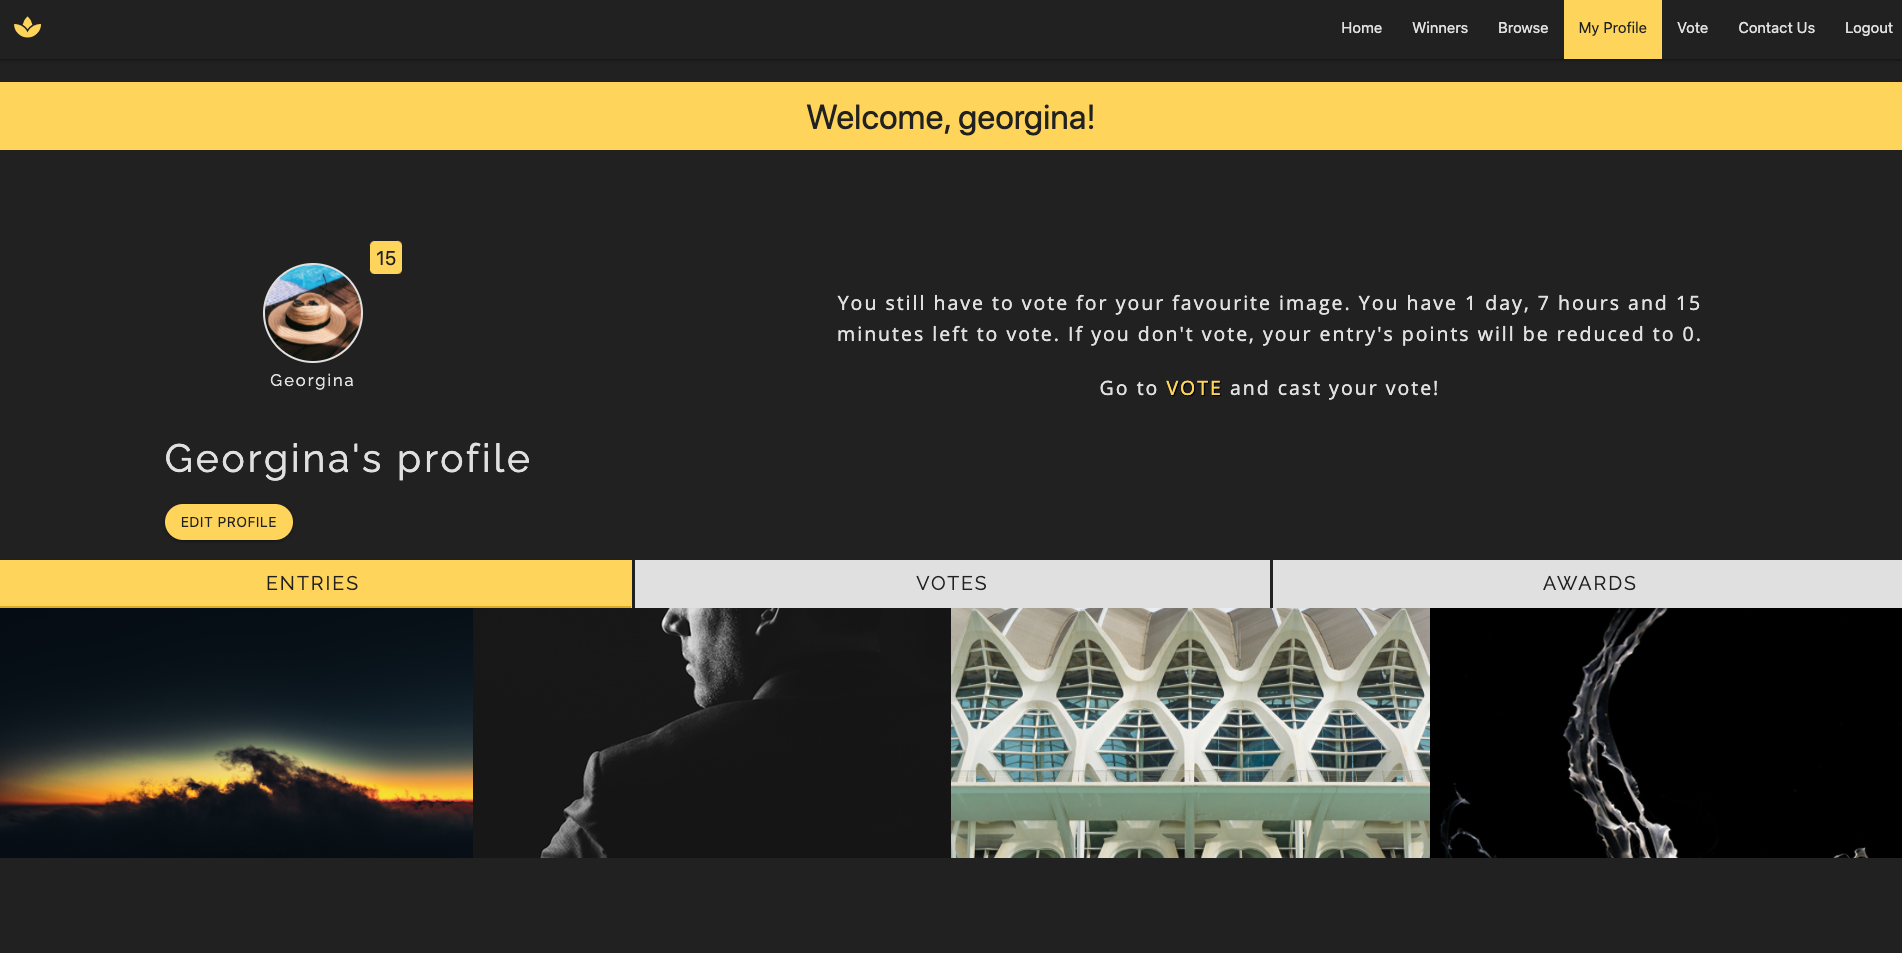 Home Winners Browse My Profile Vote Contact Us Logout
Welcome, georgina!
15
Georgina
You still have to vote for your favourite image. You have 1 day, 7 hours and 15
minutes left to vote. If you don't vote, your entry's points will be reduced to 0.
Go to VOTE and cast your vote!
Georgina's profile
EDIT PROFILE
ENTRIES VOTES AWARDS